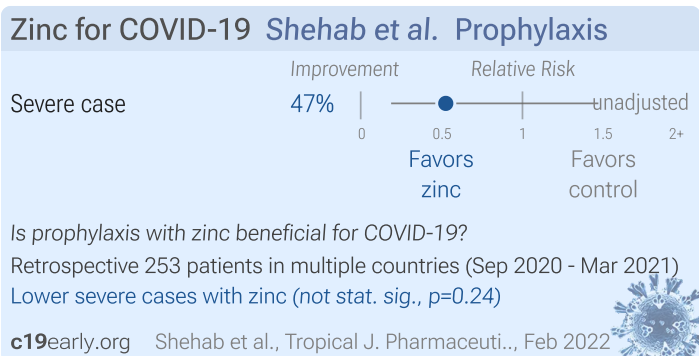 Zinc for COVID-19 Shehab et al. Prophylaxis
Improvement Relative Risk
Severe case 47% unadjusted
0 0.5 1 1.5 2+
Favors Favors
zinc control
Is prophylaxis with zinc beneficial for COVID-19?
Retrospective 253 patients in multiple countries (Sep 2020 - Mar 2021)
Lower severe cases with zinc (not stat. sig., p=0.24)
c19early.org Shehab et al., Tropical J. Pharmaceuti.., Feb 2022